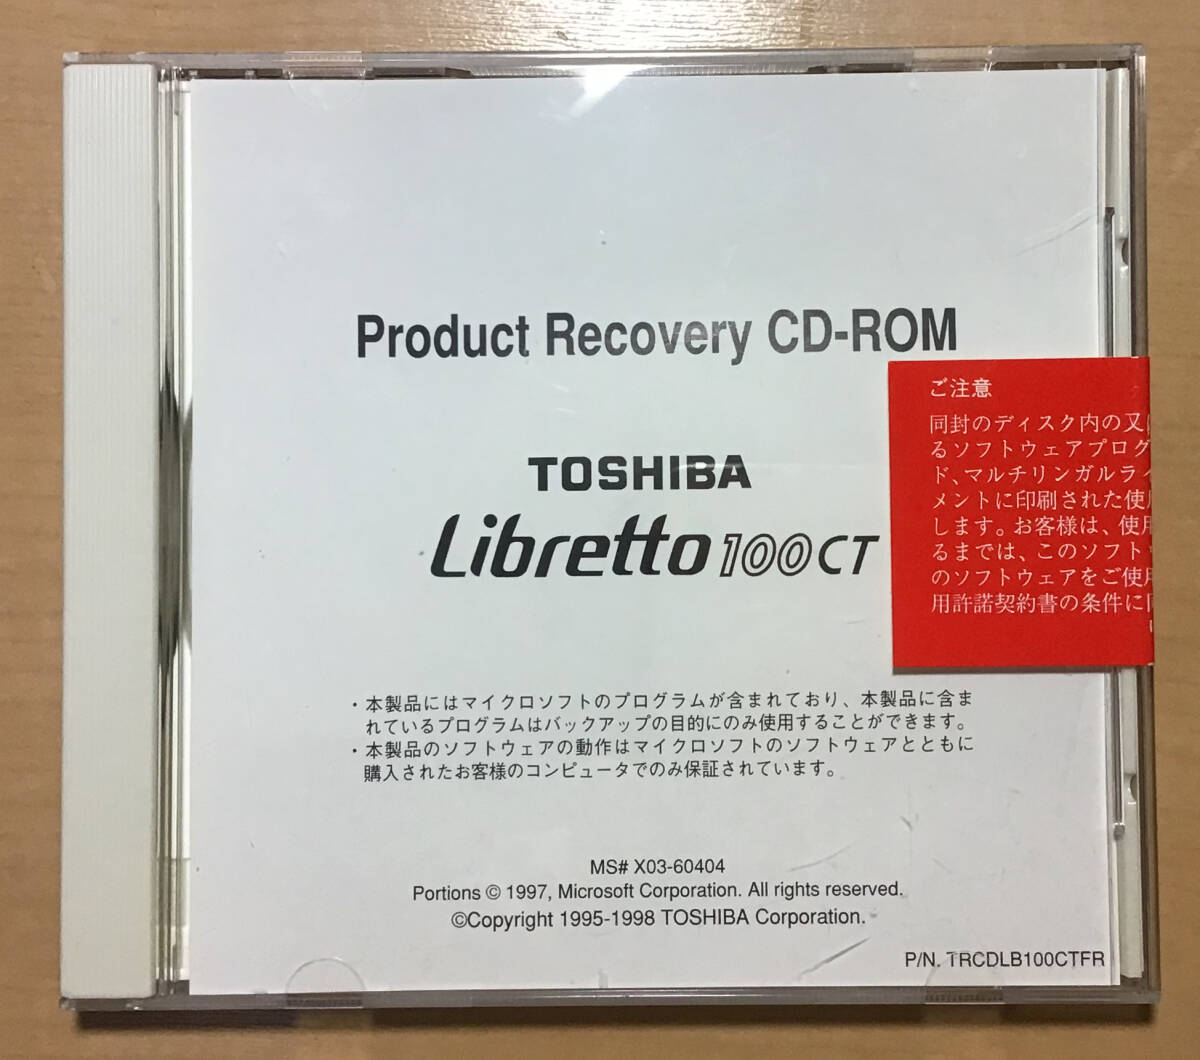 Product Recovery CD-ROM
TOSHIBA
Libretto 100CT
ご注意
同封のディスク内の又は
るソフトウェアプログ
ド、マルチリンガルライ
メントに印刷された使用
します。お客様は、使用
るまでは、このソフトウ
のソフトウェアをご使用
用許諾契約書の条件に同
・本製品にはマイクロソフトのプログラムが含まれており、本製品に含ま
れているプログラムはバックアップの目的にのみ使用することができます。
・本製品のソフトウェアの動作はマイクロソフトのソフトウェアとともに
購入されたお客様のコンピュータでのみ保証されています。
MS# X03-60404
Portions © 1997, Microsoft Corporation. All rights reserved.
©Copyright 1995-1998 TOSHIBA Corporation.
P/N. TRCDLB100CTFR